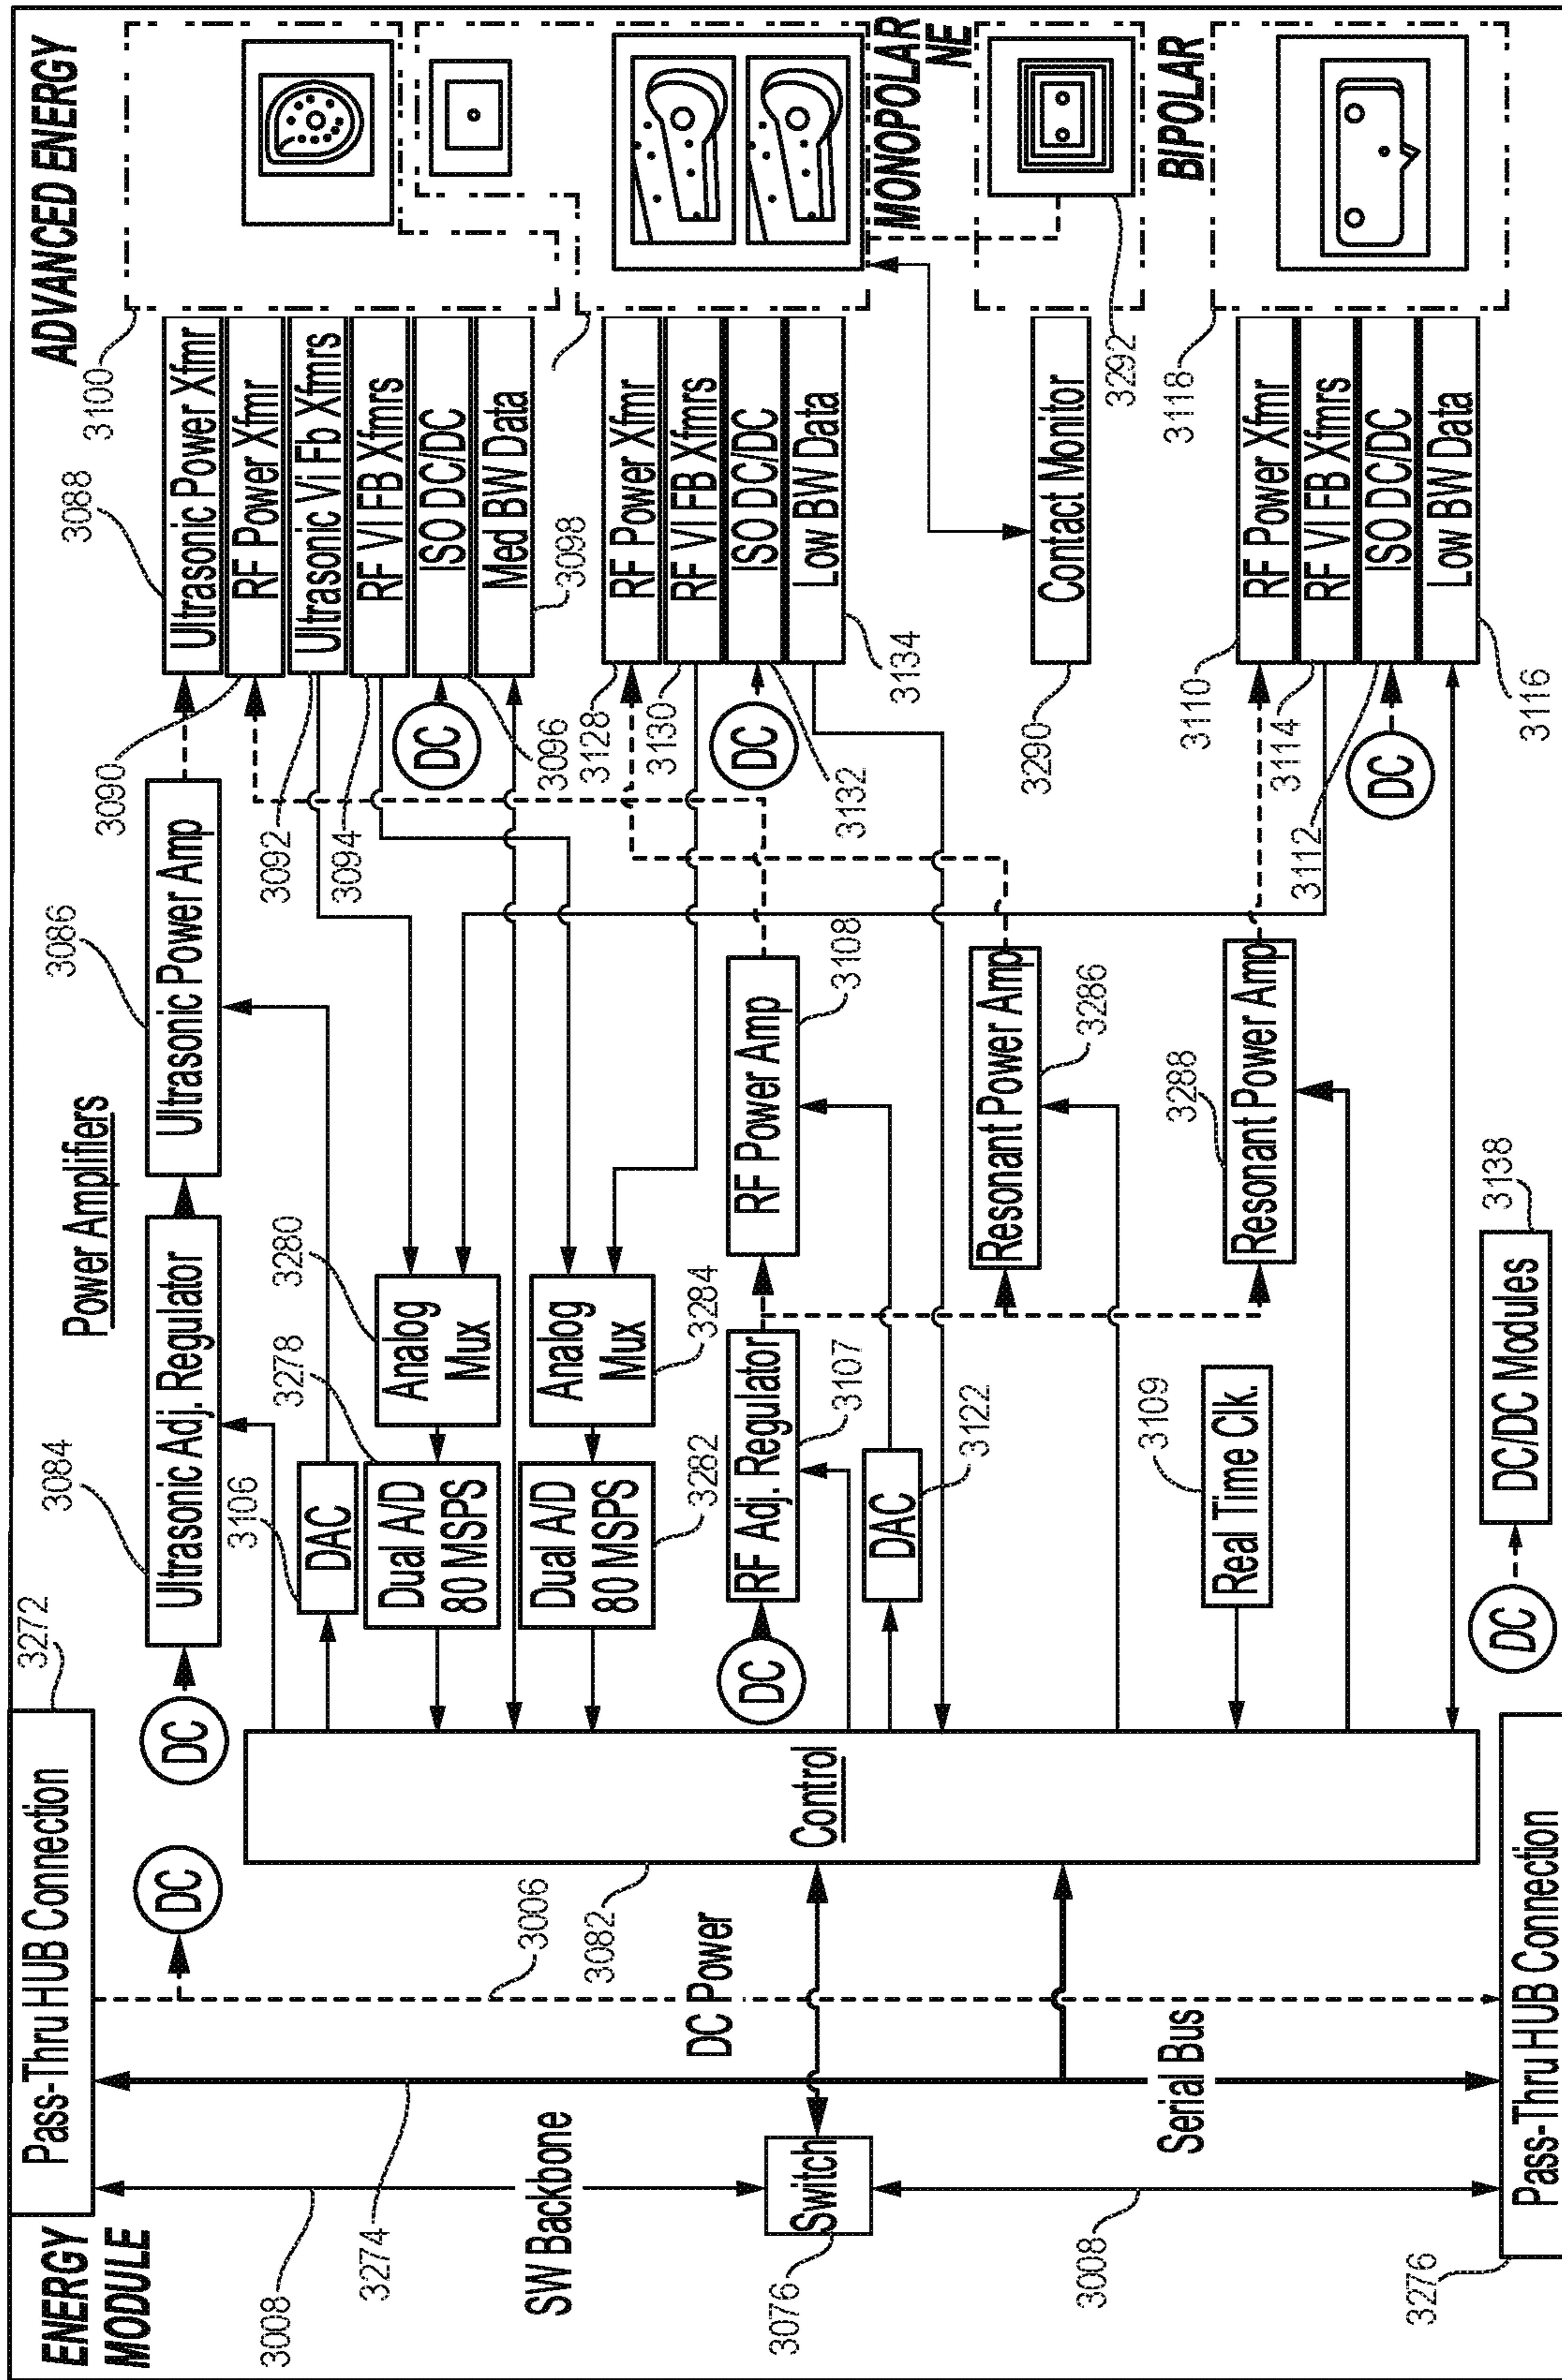 ENERGY
MODULE
Pass-Thru HUB Connection
3272
3008
SW Backbone
3274
3076
Switch
3008
Serial Bus
DC Power
3006
DC
3276
Pass-Thru HUB Connection
3082
Control
Power Amplifiers
DC
3084
Ultrasonic Adj. Regulator
3086
Ultrasonic Power Amp
3106
DAC
3278
Dual A/D
80 MSPS
3280
Analog
Mux
3282
Dual A/D
80 MSPS
3284
Analog
Mux
DC
RF Adj. Regulator
3107
RF Power Amp
3108
DAC
3122
Resonant Power Amp
3286
Real Time Clk.
3109
3288
Resonant Power Amp
DC
DC/DC Modules
3138
ADVANCED ENERGY
3100
3088
Ultrasonic Power Xfmr
3090
RF Power Xfmr
3092
Ultrasonic Vi Fb Xfmrs
3094
RF VI FB Xfmrs
DC
3096
ISO DC/DC
Med BW Data
3098
3128
RF Power Xfmr
3130
RF VI FB Xfmrs
DC
3132
ISO DC/DC
Low BW Data
3134
MONOPOLAR
NE
3290
Contact Monitor
3292
BIPOLAR
3118
3110
RF Power Xfmr
3114
RF VI FB Xfmrs
3112
DC
ISO DC/DC
Low BW Data
3116